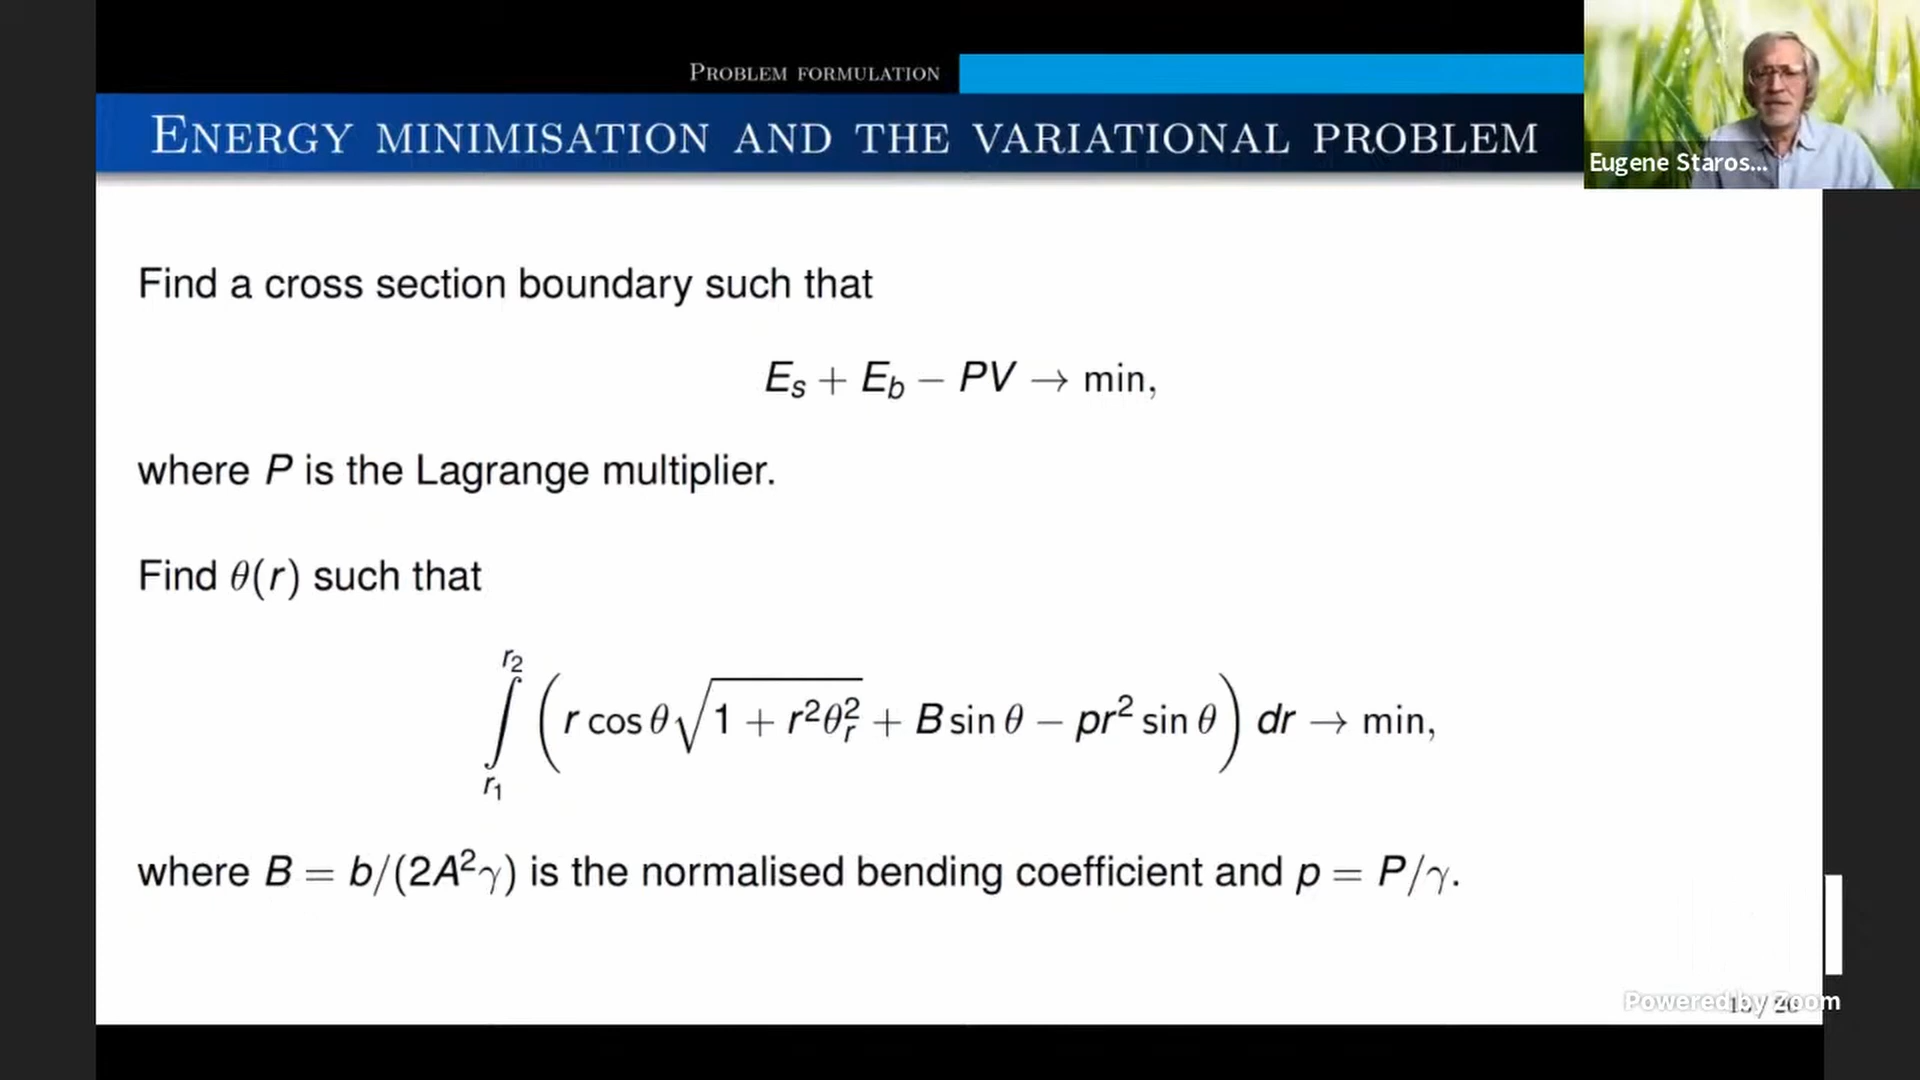 PROBLEM FORMULATION
ENERGY MINIMISATION AND THE VARIATIONAL PROBLEM
Eugene Staros...
Find a cross section boundary such that
E_s + E_b − PV → min,
where P is the Lagrange multiplier.
Find θ(r) such that
∫_{r_1}^{r_2} ( r cos θ √(1 + r²θ_r²) + B sin θ − pr² sin θ ) dr → min,
where B = b/(2A²γ) is the normalised bending coefficient and p = P/γ.
Powered by Zoom